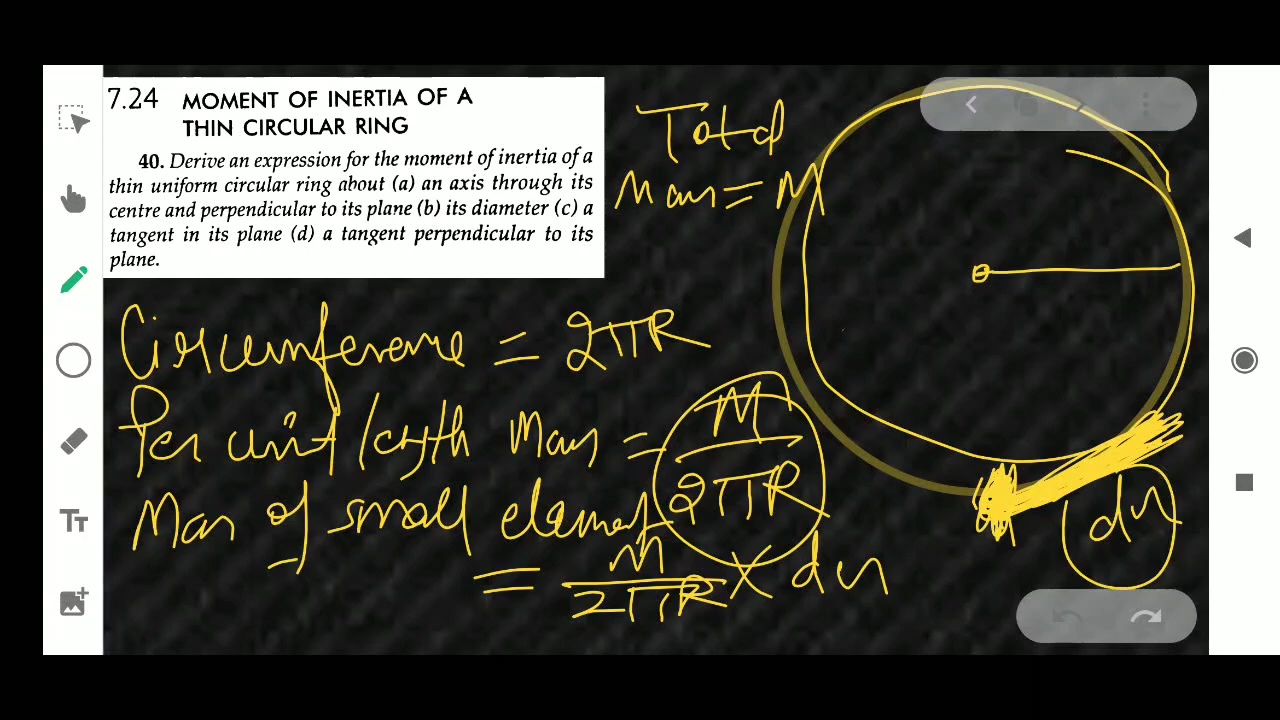 7.24 MOMENT OF INERTIA OF A
THIN CIRCULAR RING
40. Derive an expression for the moment of inertia of a
thin uniform circular ring about (a) an axis through its
centre and perpendicular to its plane (b) its diameter (c) a
tangent in its plane (d) a tangent perpendicular to its
plane.
Total
Mass = M
Circumference = 2πR
Per unit length Mass = M
2πR
Mass of small element
= M
2πR × dx
dx
TT